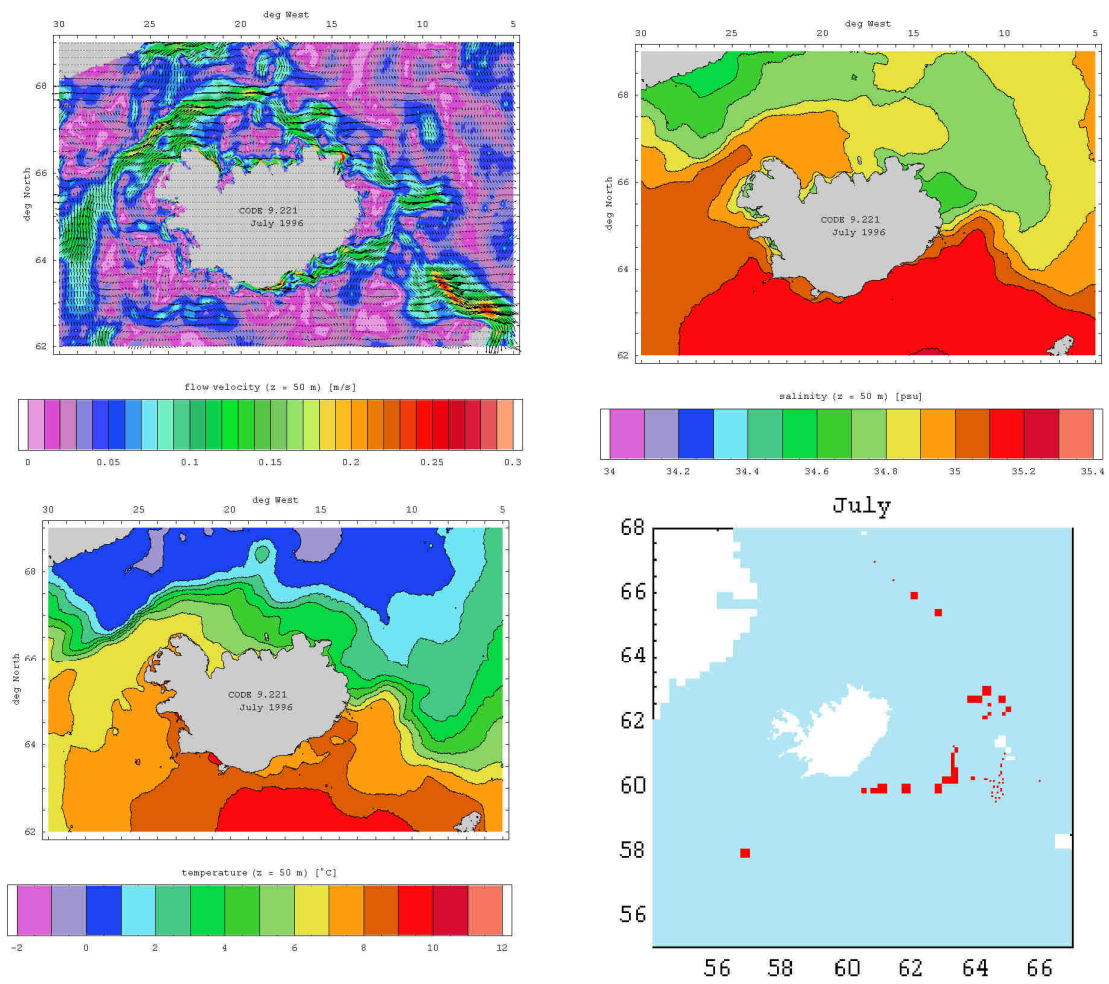 deg West
30 25 20 15 10 5
68
66
64
62
deg North
CODE 9.221
July 1996
flow velocity (z = 50 m) [m/s]
0 0.05 0.1 0.15 0.2 0.25 0.3
deg West
30 25 20 15 10 5
68
66
64
62
deg North
CODE 9.221
July 1996
salinity (z = 50 m) [psu]
34 34.2 34.4 34.6 34.8 35 35.2 35.4
deg West
30 25 20 15 10 5
68
66
64
62
deg North
CODE 9.221
July 1996
temperature (z = 50 m) [°C]
-2 0 2 4 6 8 10 12
July
68
66
64
62
60
58
56
56 58 60 62 64 66